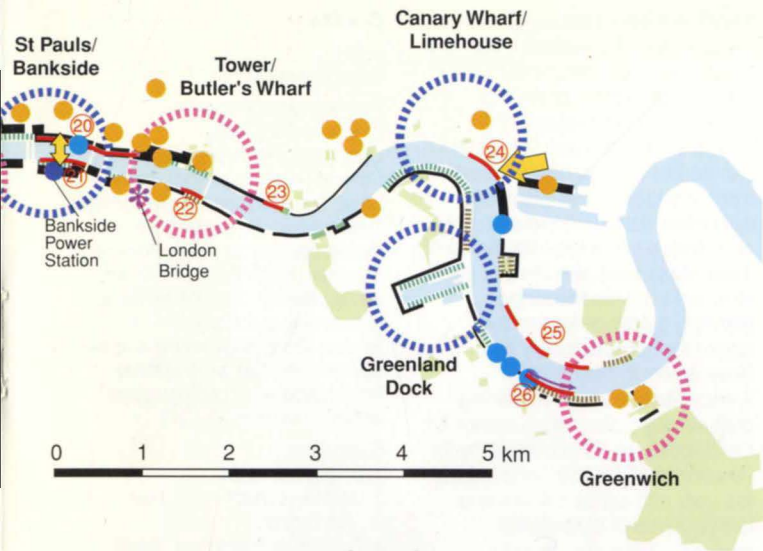 Canary Wharf/
Limehouse
St Pauls/
Bankside
Tower/
Butler's Wharf
20
24
21
23
22
Bankside
Power
Station
London
Bridge
25
Greenland
Dock
26
0 1 2 3 4 5 km
Greenwich